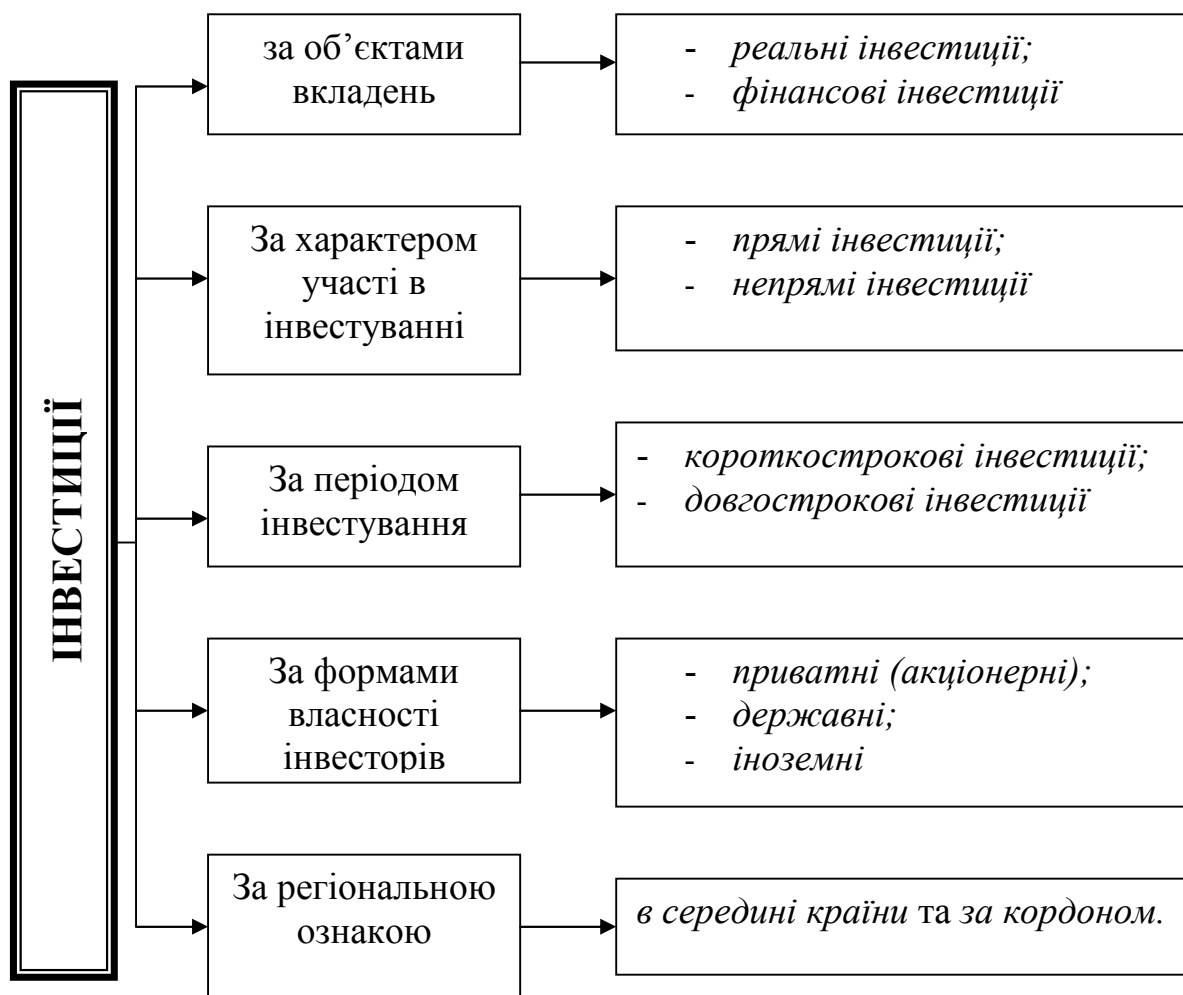 ІНВЕСТИЦІЇ
за об’єктами
вкладень
- реальні інвестиції;
- фінансові інвестиції
За характером
участі в
інвестуванні
- прямі інвестиції;
- непрямі інвестиції
За періодом
інвестування
- короткострокові інвестиції;
- довгострокові інвестиції
За формами
власності
інвесторів
- приватні (акціонерні);
- державні;
- іноземні
За регіональною
ознакою
в середині країни та за кордоном.